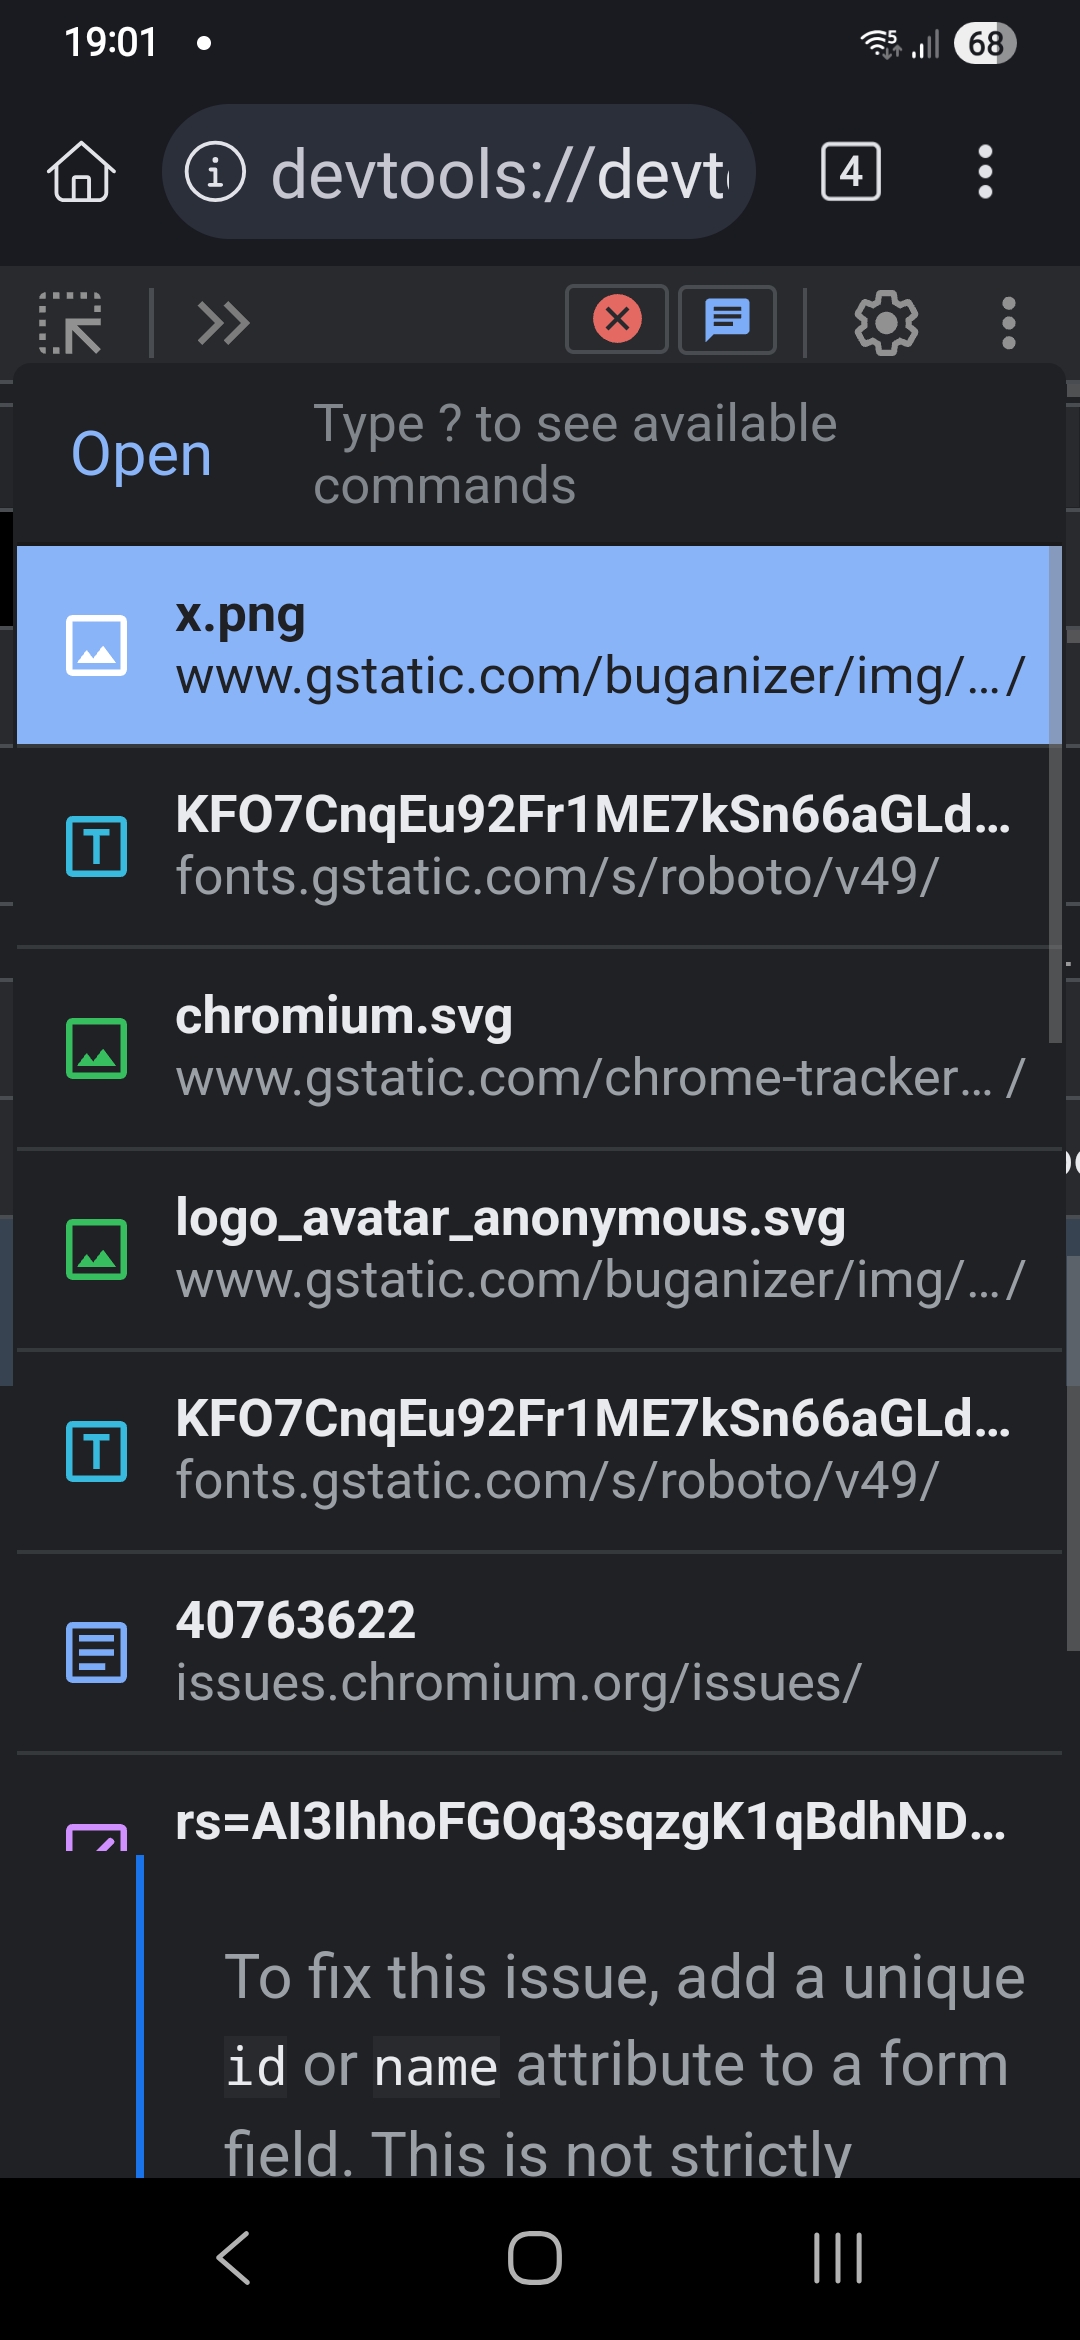 19:01
5
68
devtools://devt
4
Open
Type ? to see available
commands
x.png
www.gstatic.com/buganizer/img/… /
KFO7CnqEu92Fr1ME7kSn66aGLd…
fonts.gstatic.com/s/roboto/v49/
chromium.svg
www.gstatic.com/chrome-tracker… /
logo_avatar_anonymous.svg
www.gstatic.com/buganizer/img/… /
KFO7CnqEu92Fr1ME7kSn66aGLd…
fonts.gstatic.com/s/roboto/v49/
40763622
issues.chromium.org/issues/
To fix this issue, add a unique
id or name attribute to a form
field. This is not strictly